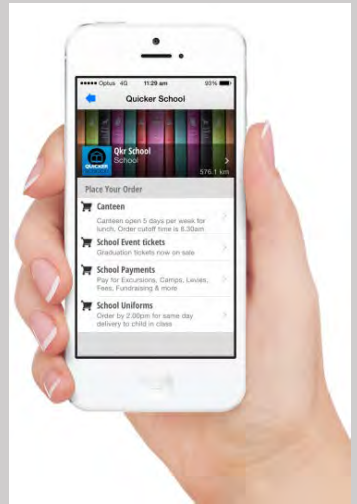 Optus 4G 11:29 am 93%
Quicker School
Qkr School
School
QUICKER
576.1 km
Place Your Order
Canteen
Canteen open 5 days per week for
lunch. Order cutoff time is 8.30am
School Event tickets
Graduation tickets now on sale
School Payments
Pay for Excursions, Camps, Levies,
Fees, Fundraising & more
School Uniforms
Order by 2.00pm for same day
delivery to child in class